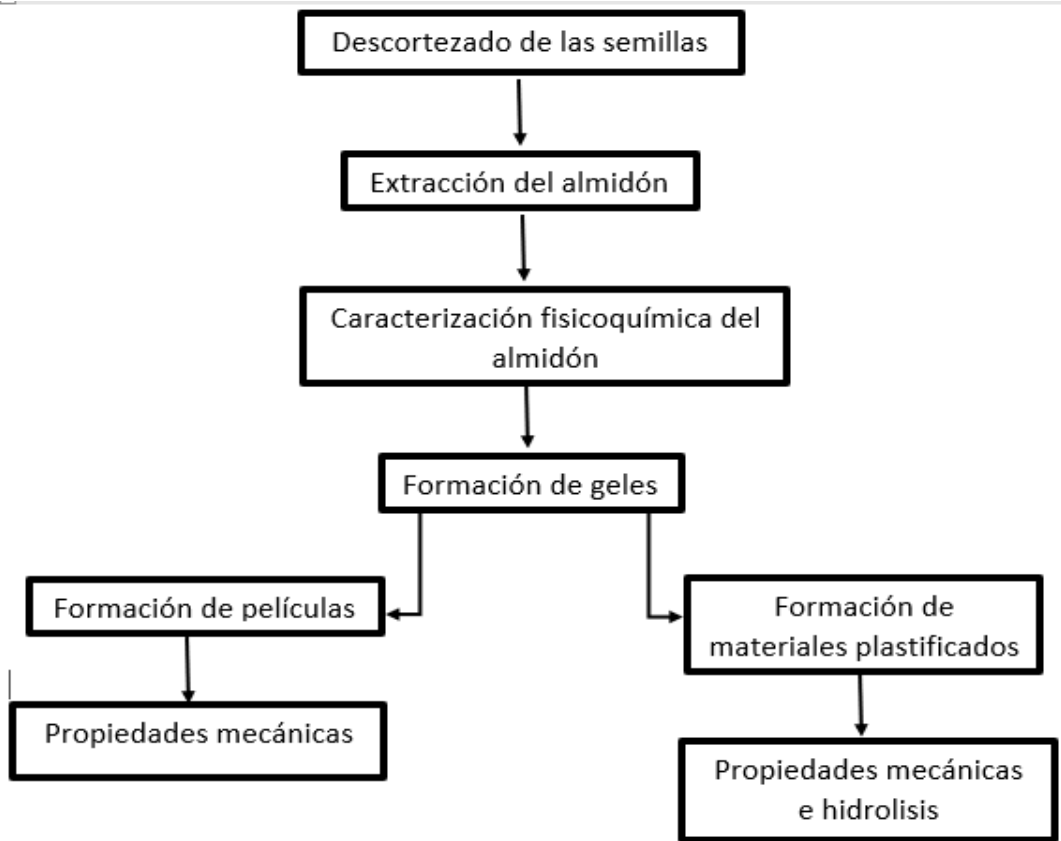 Descortezado de las semillas
Extracción del almidón
Caracterización fisicoquímica del
almidón
Formación de geles
Formación de películas
Formación de
materiales plastificados
Propiedades mecánicas
Propiedades mecánicas
e hidrolisis